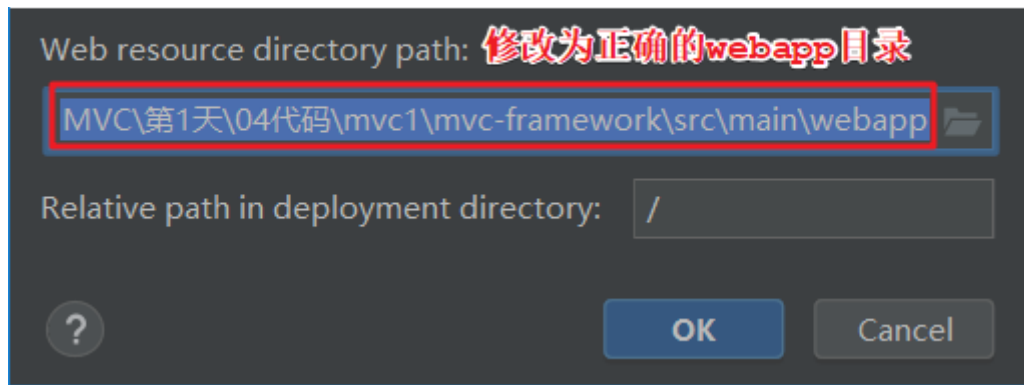 Web resource directory path: 修改为正确的webapp目录
MVC\第1天\04代码\mvc1\mvc-framework\src\main\webapp
Relative path in deployment directory: /
? OK Cancel